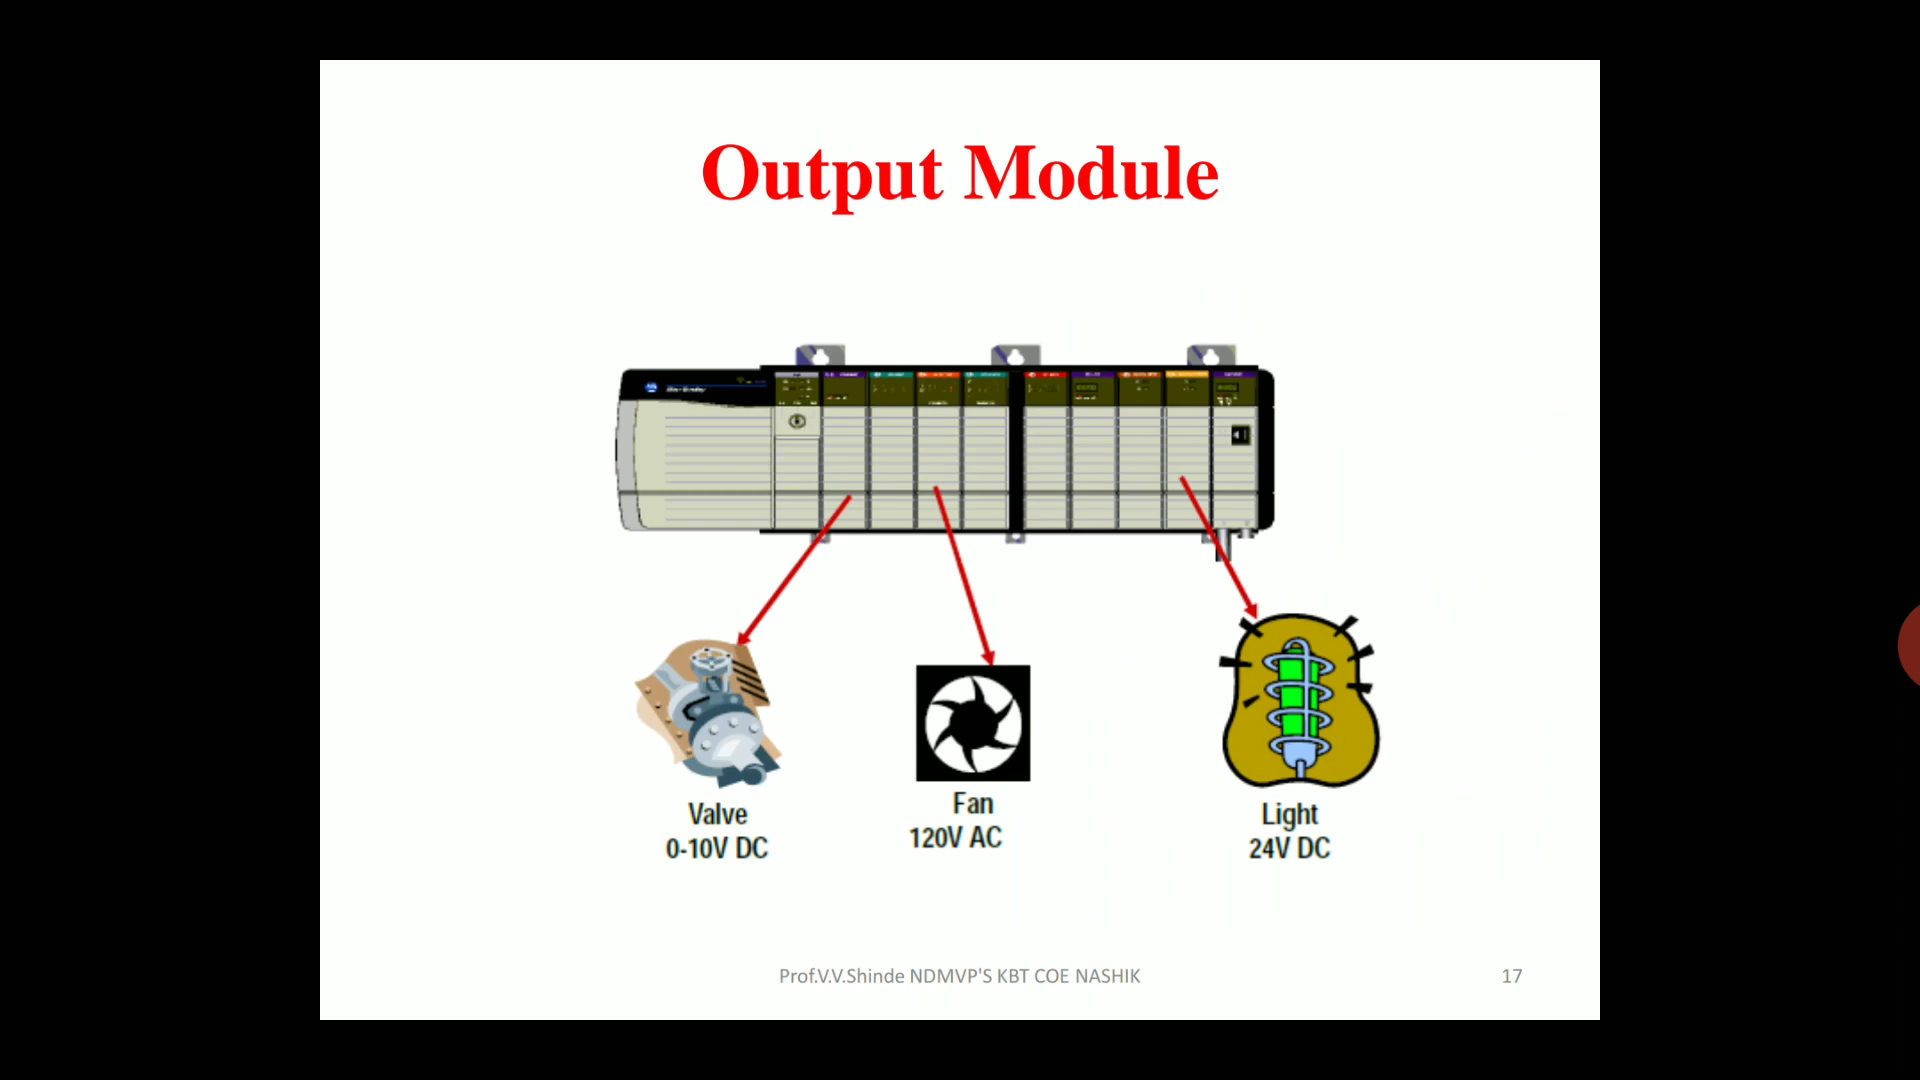 Output Module
Valve
0-10V DC
Fan
120V AC
Light
24V DC
Prof.V.V.Shinde NDMVP'S KBT COE NASHIK
17